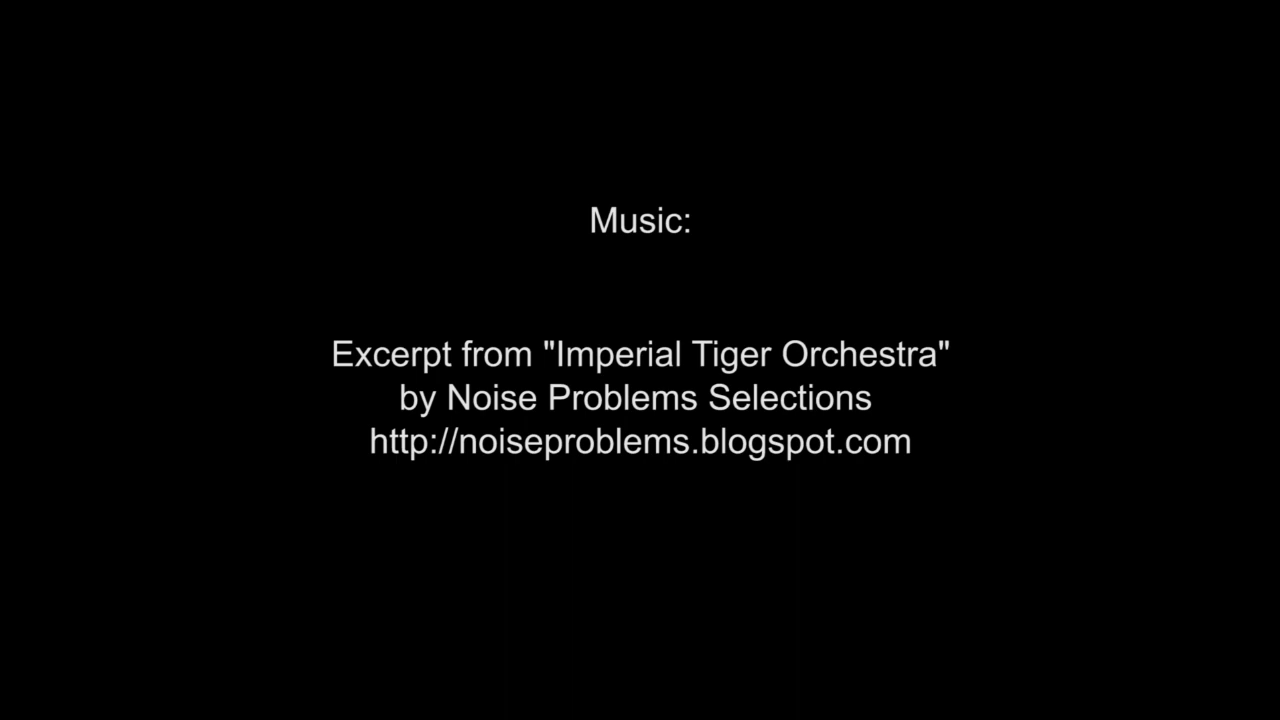 Music:
Excerpt from "Imperial Tiger Orchestra"
by Noise Problems Selections
http://noiseproblems.blogspot.com